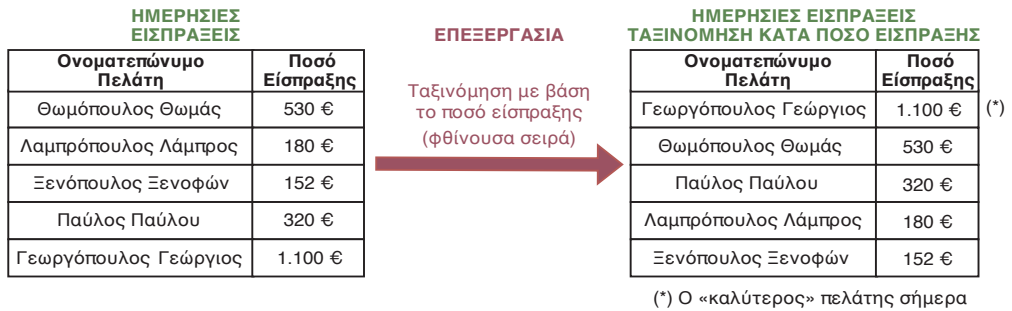 ΗΜΕΡΗΣΙΕΣ
ΕΙΣΠΡΑΞΕΙΣ
Ονοματεπώνυμο Πελάτη
Ποσό Είσπραξης
Θωμόπουλος Θωμάς 530 €
Λαμπρόπουλος Λάμπρος 180 €
Ξενόπουλος Ξενοφών 152 €
Παύλος Παύλου 320 €
Γεωργόπουλος Γεώργιος 1.100 €
ΕΠΕΞΕΡΓΑΣΙΑ
Ταξινόμηση με βάση
το ποσό είσπραξης
(φθίνουσα σειρά)
ΗΜΕΡΗΣΙΕΣ ΕΙΣΠΡΑΞΕΙΣ
ΤΑΞΙΝΟΜΗΣΗ ΚΑΤΑ ΠΟΣΟ ΕΙΣΠΡΑΞΗΣ
Ονοματεπώνυμο Πελάτη
Ποσό Είσπραξης
Γεωργόπουλος Γεώργιος 1.100 € (*)
Θωμόπουλος Θωμάς 530 €
Παύλος Παύλου 320 €
Λαμπρόπουλος Λάμπρος 180 €
Ξενόπουλος Ξενοφών 152 €
(*) Ο «καλύτερος» πελάτης σήμερα